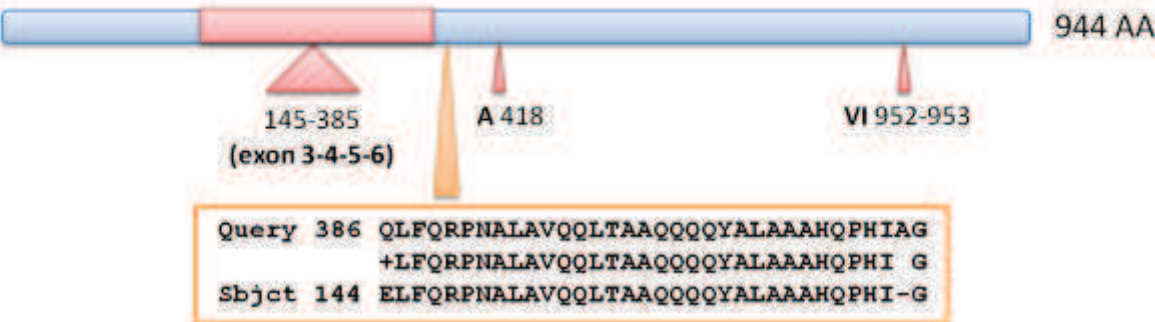 944 AA
145-385
(exon 3-4-5-6)
A 418
VI 952-953
Query 386 QLFQRPNALAVQQLTAAQQQQYALAAAHQPHIAG
+LFQRPNALAVQQLTAAQQQQYALAAAHQPHI G
Sbjct 144 ELFQRPNALAVQQLTAAQQQQYALAAAHQPHI-G